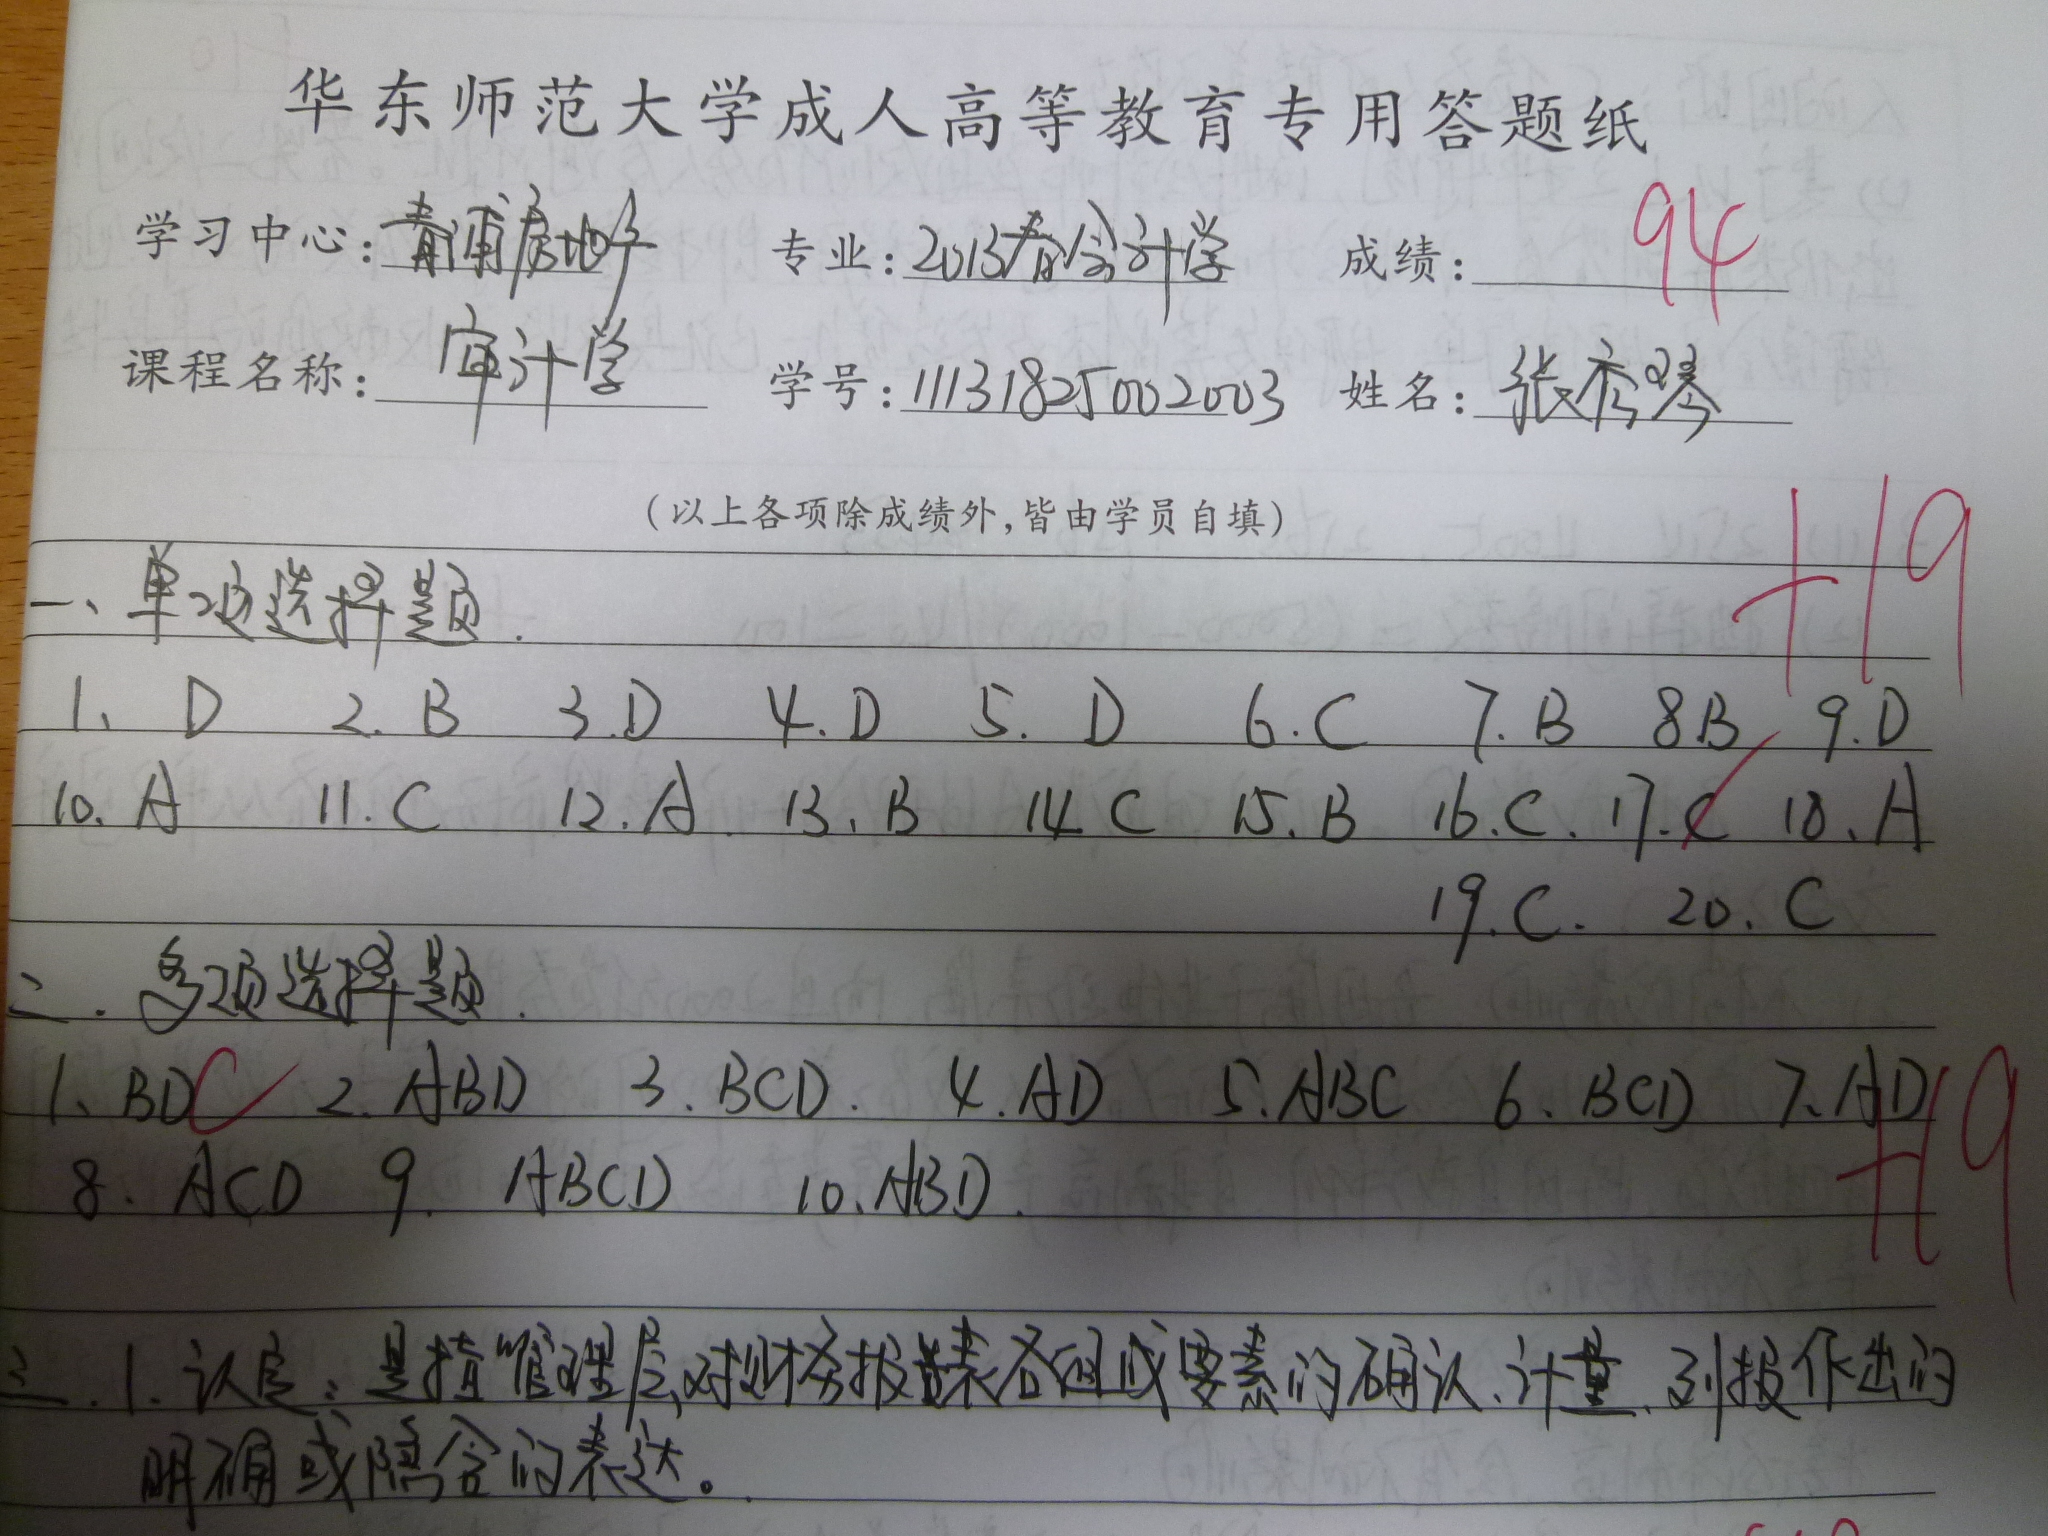 华东师范大学成人高等教育专用答题纸
学习中心: 青浦房地 专业: 2013春会计学 成绩: 94
课程名称: 审计学 学号: 11131825002003 姓名: 张秀琴
(以上各项除成绩外,皆由学员自填)
+19
一、单项选择题.
1、D 2.B 3.D 4.D 5.D 6.C 7.B 8B 9.D
10.A 11.C 12.A 13.B 14.C 15.B 16.C. 17.C 18.A
19.C. 20.C
二.多项选择题.
1、BDC 2.ABD 3.BCD. 4.AD 5.ABC 6、BCD 7、AD
+19
8.ACD 9.ABCD 10.ABD.
三.1.认定:是指管理层对财务报表各组成要素的确认、计量、列报作出的
明确或隐含的表达。